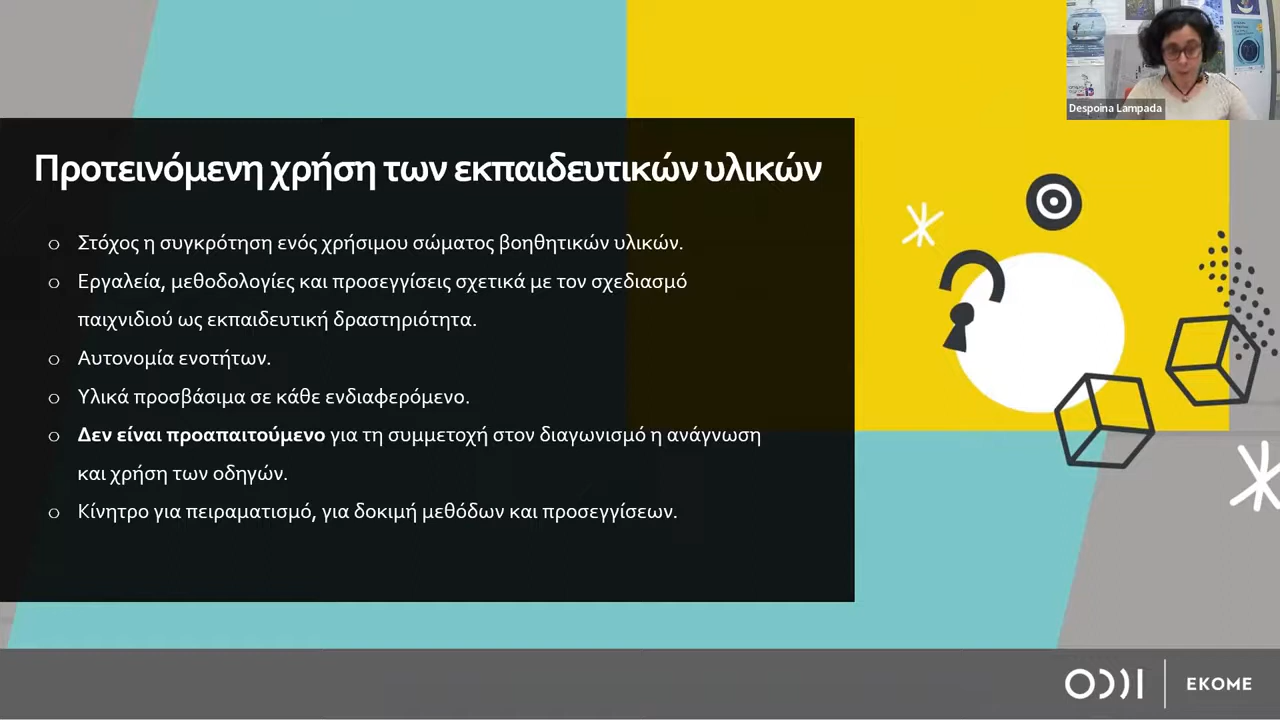 Despoina Lampada
Προτεινόμενη χρήση των εκπαιδευτικών υλικών
Στόχος η συγκρότηση ενός χρήσιμου σώματος βοηθητικών υλικών.
Εργαλεία, μεθοδολογίες και προσεγγίσεις σχετικά με τον σχεδιασμό
παιχνιδιού ως εκπαιδευτική δραστηριότητα.
Αυτονομία ενοτήτων.
Υλικά προσβάσιμα σε κάθε ενδιαφερόμενο.
Δεν είναι προαπαιτούμενο για τη συμμετοχή στον διαγωνισμό η ανάγνωση
και χρήση των οδηγών.
Κίνητρο για πειραματισμό, για δοκιμή μεθόδων και προσεγγίσεων.
EKOME